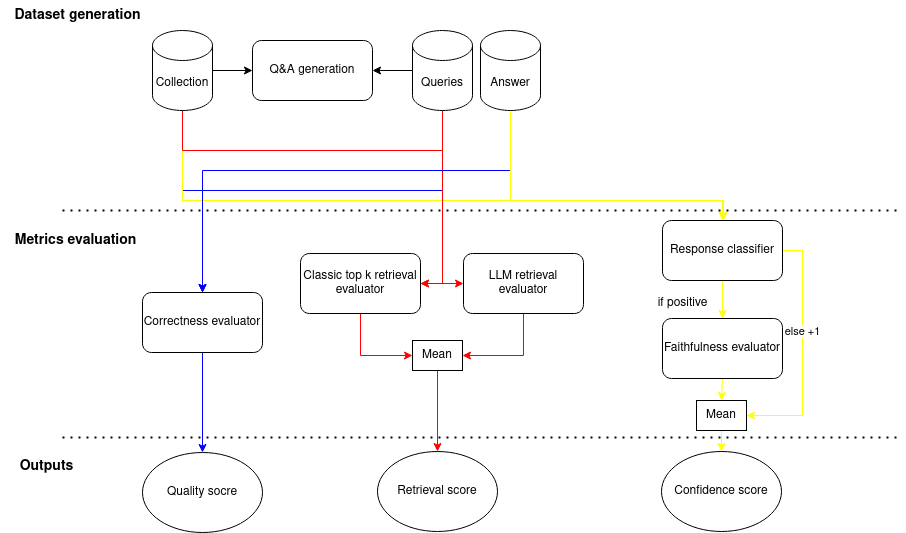 Dataset generation
Collection
Q&A generation
Queries
Answer
Metrics evaluation
Response classifier
Classic top k retrieval
evaluator
LLM retrieval
evaluator
if positive
Correctness evaluator
else +1
Faithfulness evaluator
Mean
Mean
Outputs
Quality socre
Retrieval score
Confidence score